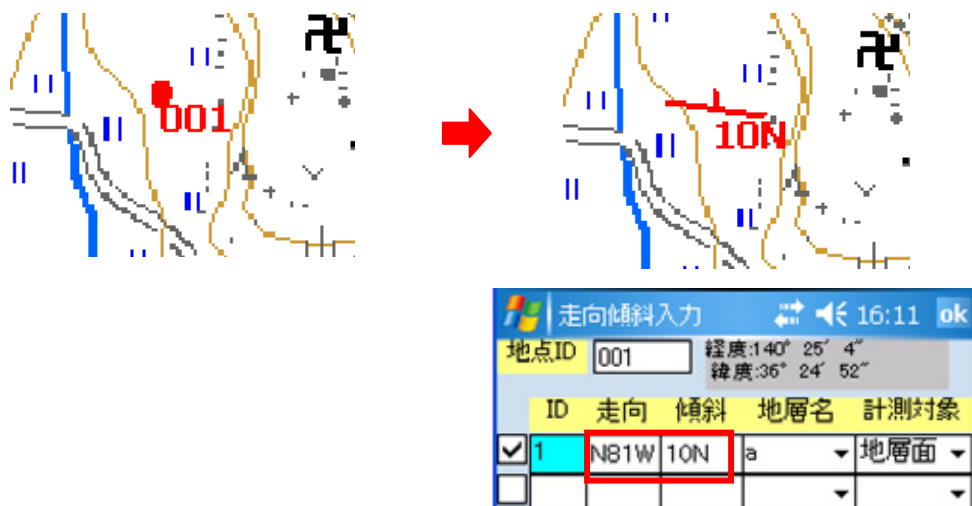 001
10N
走向傾斜入力 16:11 ok
地点ID 001 経度:140° 25′ 4″
緯度:36° 24′ 52″
ID 走向 傾斜 地層名 計測対象
1 N81W 10N a 地層面